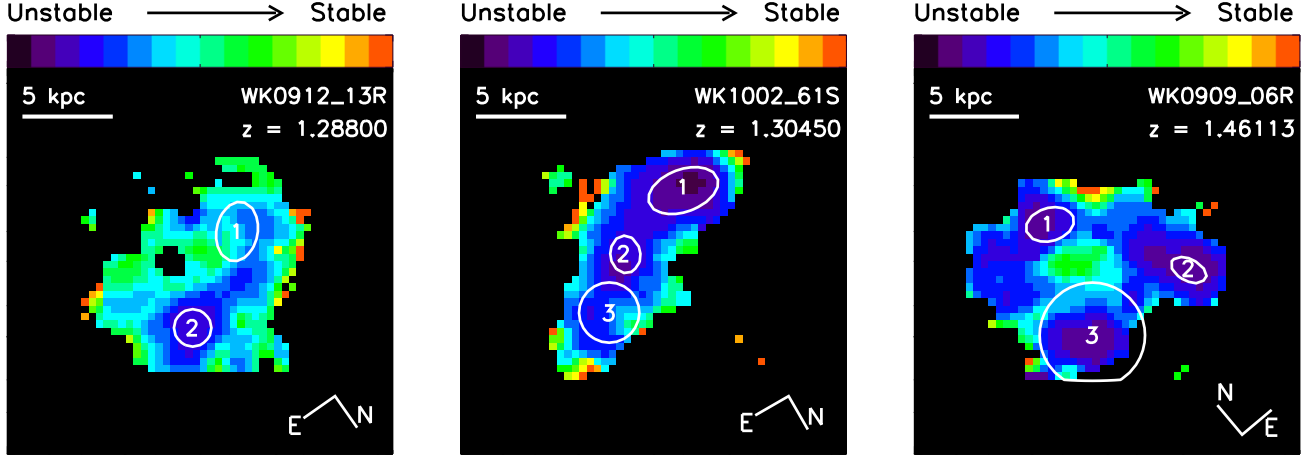 Unstable Stable
5 kpc WK0912_13R
z = 1.28800
1
2
E N
Unstable Stable
5 kpc WK1002_61S
z = 1.30450
1
2
3
E N
Unstable Stable
5 kpc WK0909_06R
z = 1.46113
1
2
3
N
E